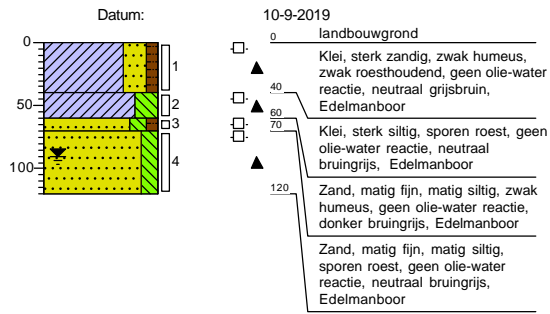 Datum: 10-9-2019
0
50
100
1
2
3
4
0
landbouwgrond
Klei, sterk zandig, zwak humeus,
zwak roesthoudend, geen olie-water
reactie, neutraal grijsbruin,
Edelmanboor
40
Klei, sterk siltig, sporen roest, geen
olie-water reactie, neutraal
bruingrijs, Edelmanboor
60
Zand, matig fijn, matig siltig, zwak
humeus, geen olie-water reactie,
donker bruingrijs, Edelmanboor
70
Zand, matig fijn, matig siltig,
sporen roest, geen olie-water
reactie, neutraal bruingrijs,
Edelmanboor
120